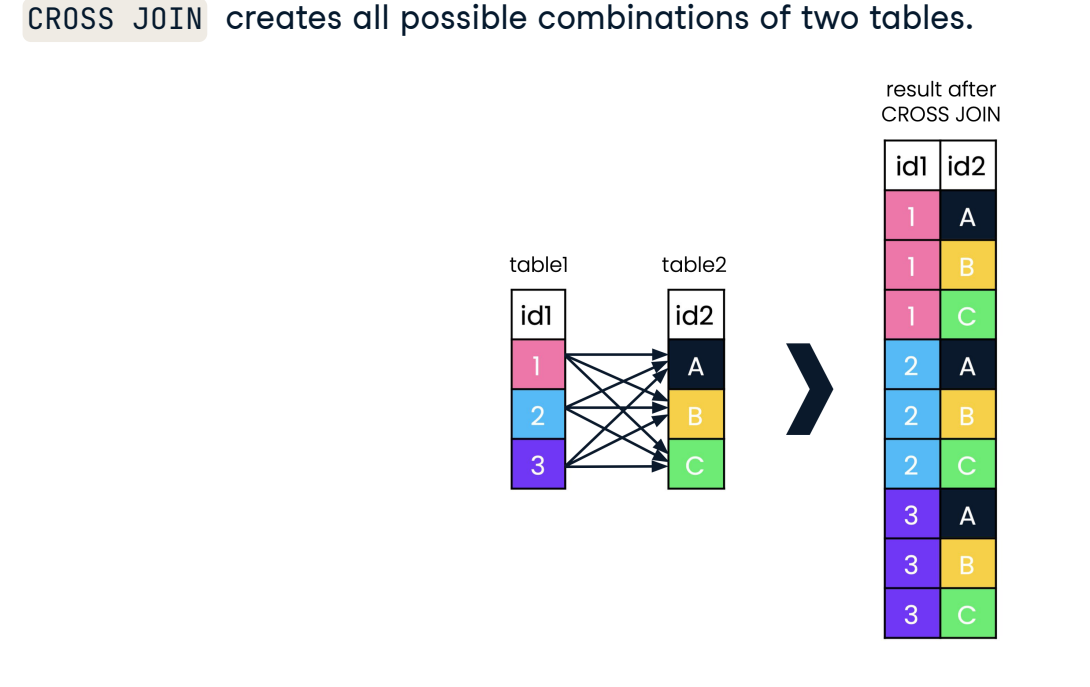 CROSS JOIN creates all possible combinations of two tables.
result after
CROSS JOIN
table1
id1
1
2
3
table2
id2
A
B
C
id1 id2
1 A
1 B
1 C
2 A
2 B
2 C
3 A
3 B
3 C